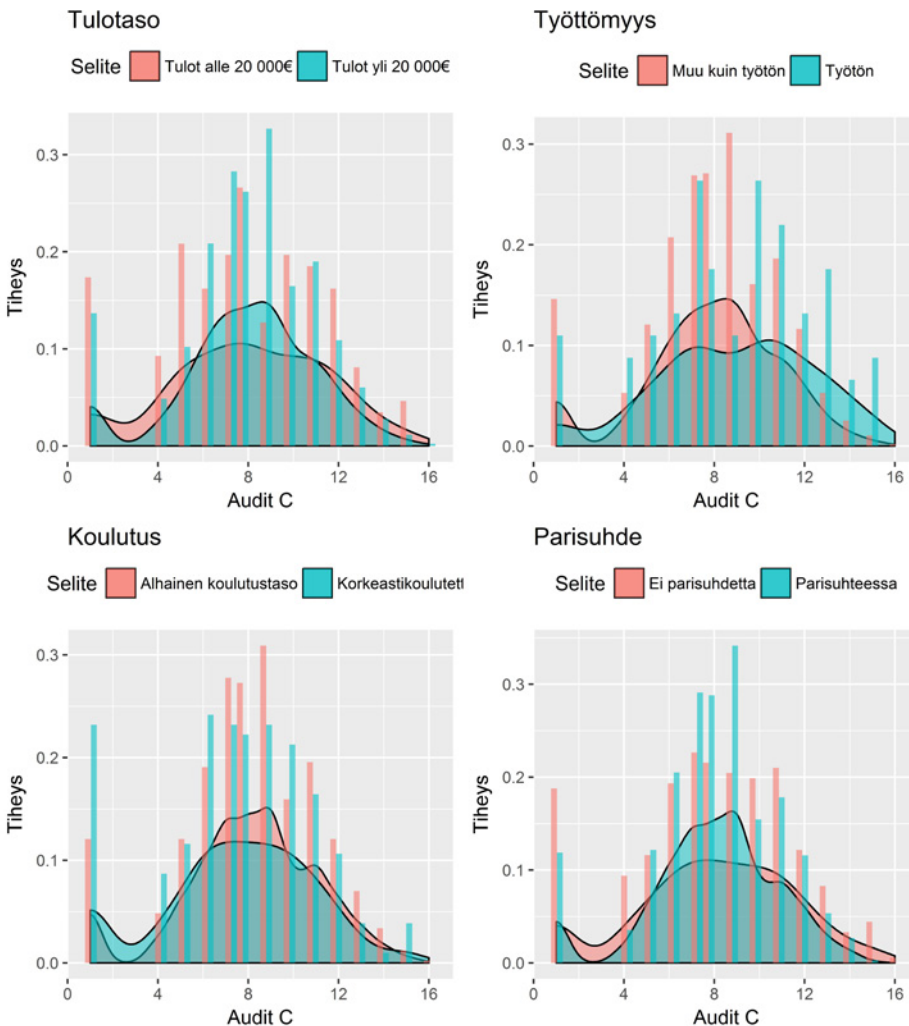 Tulotaso
Selite Tulot alle 20 000€ Tulot yli 20 000€
Tiheys
0.3
0.2
0.1
0.0
0 4 8 12 16
Audit C
Työttömyys
Selite Muu kuin työtön Työtön
Tiheys
0.3
0.2
0.1
0.0
0 4 8 12 16
Audit C
Koulutus
Selite Alhainen koulutustaso Korkeastikoulutett
Tiheys
0.3
0.2
0.1
0.0
0 4 8 12 16
Audit C
Parisuhde
Selite Ei parisuhdetta Parisuhteessa
Tiheys
0.3
0.2
0.1
0.0
0 4 8 12 16
Audit C